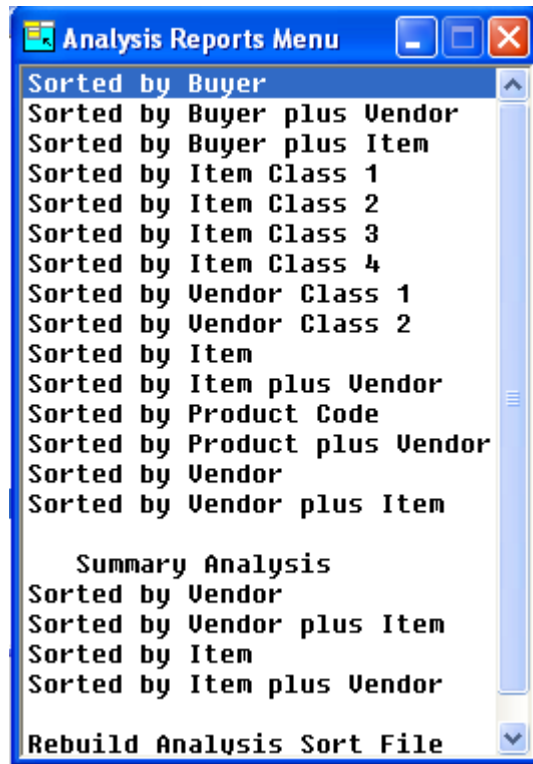 Analysis Reports Menu
Sorted by Buyer
Sorted by Buyer plus Vendor
Sorted by Buyer plus Item
Sorted by Item Class 1
Sorted by Item Class 2
Sorted by Item Class 3
Sorted by Item Class 4
Sorted by Vendor Class 1
Sorted by Vendor Class 2
Sorted by Item
Sorted by Item plus Vendor
Sorted by Product Code
Sorted by Product plus Vendor
Sorted by Vendor
Sorted by Vendor plus Item
Summary Analysis
Sorted by Vendor
Sorted by Vendor plus Item
Sorted by Item
Sorted by Item plus Vendor
Rebuild Analysis Sort File